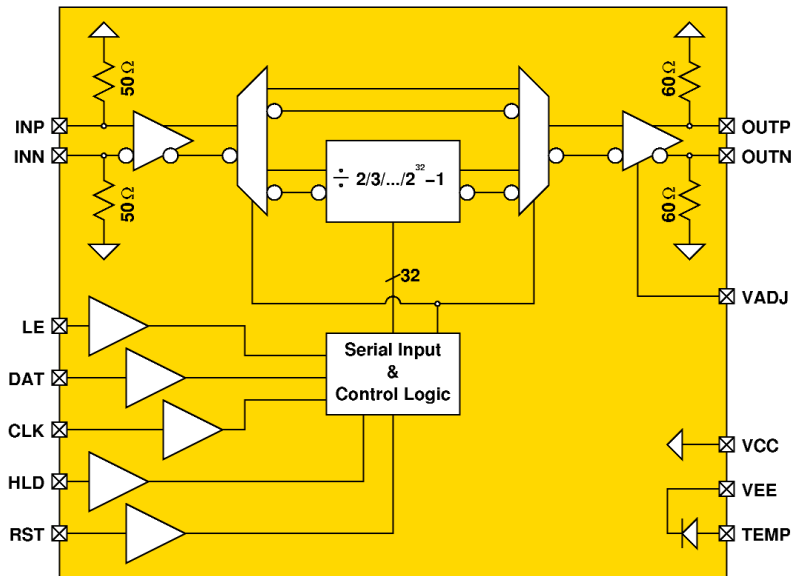 50Ω
60Ω
INP
OUTP
INN
OUTN
÷ 2/3/.../2³²−1
50Ω
60Ω
32
VADJ
LE
Serial Input
&
Control Logic
DAT
CLK
VCC
HLD
VEE
RST
TEMP